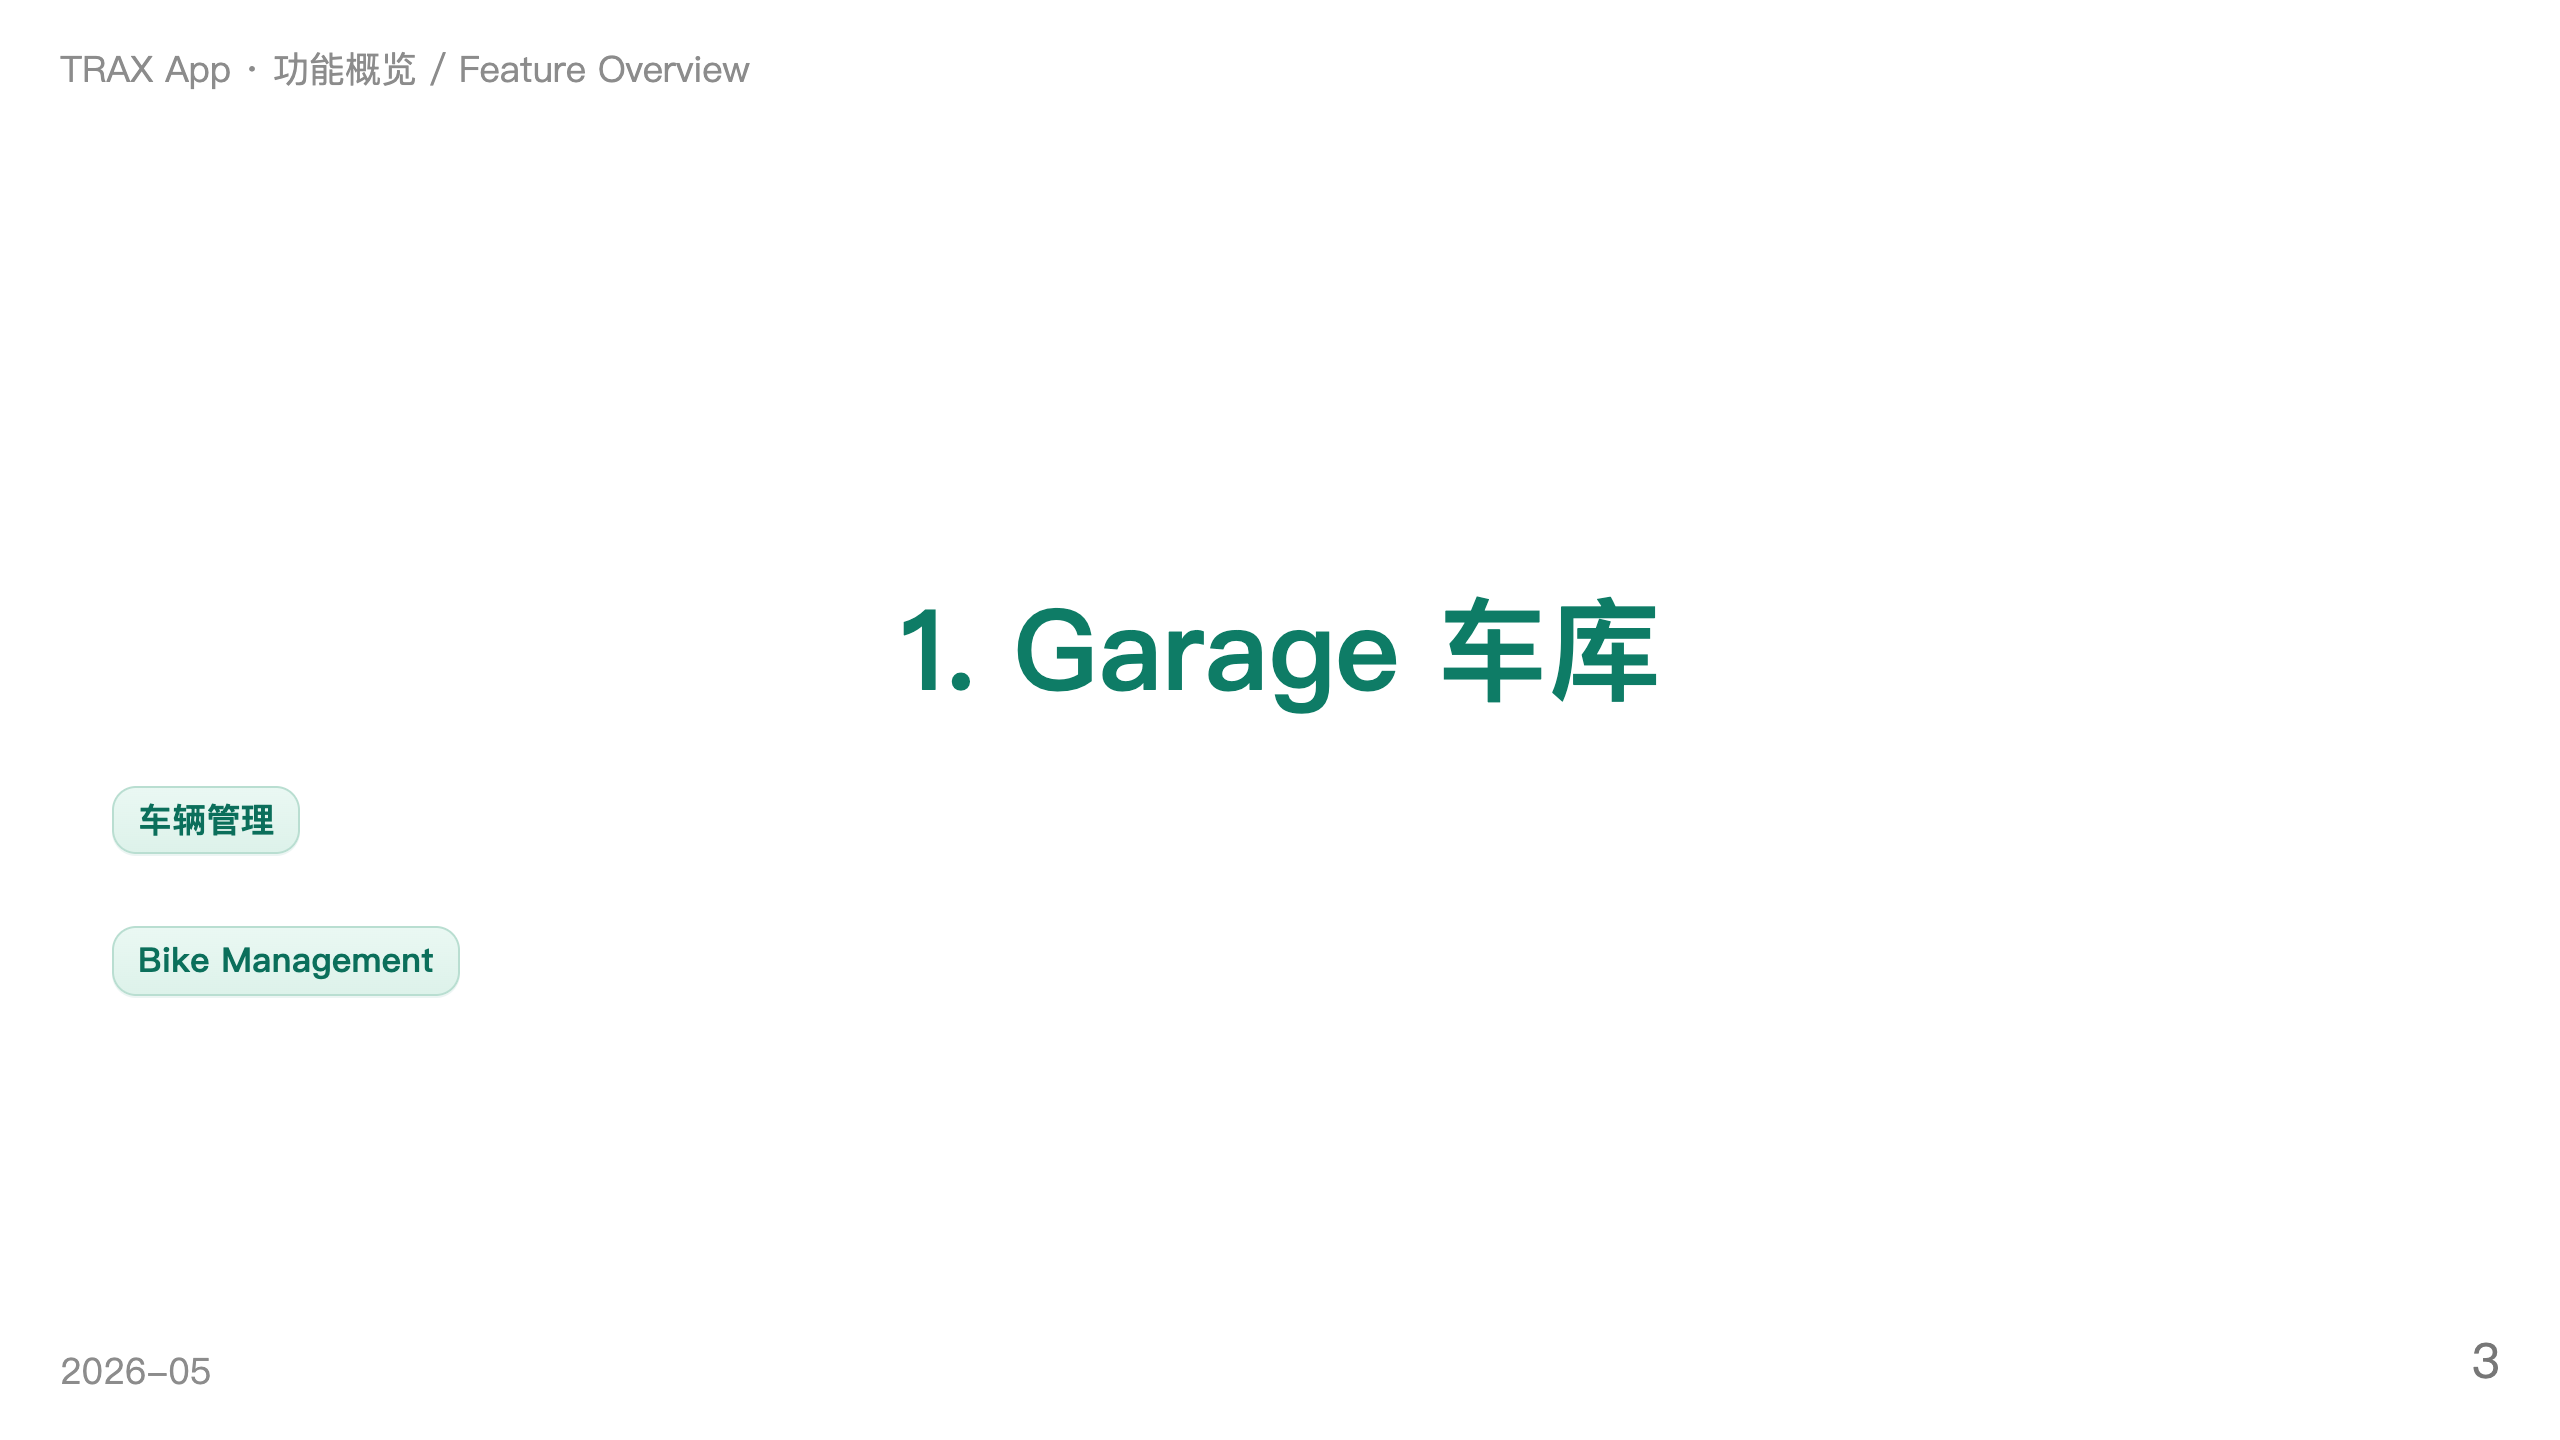 TRAX App · 功能概览 / Feature Overview
1. Garage 车库
车辆管理
Bike Management
2026-05
3